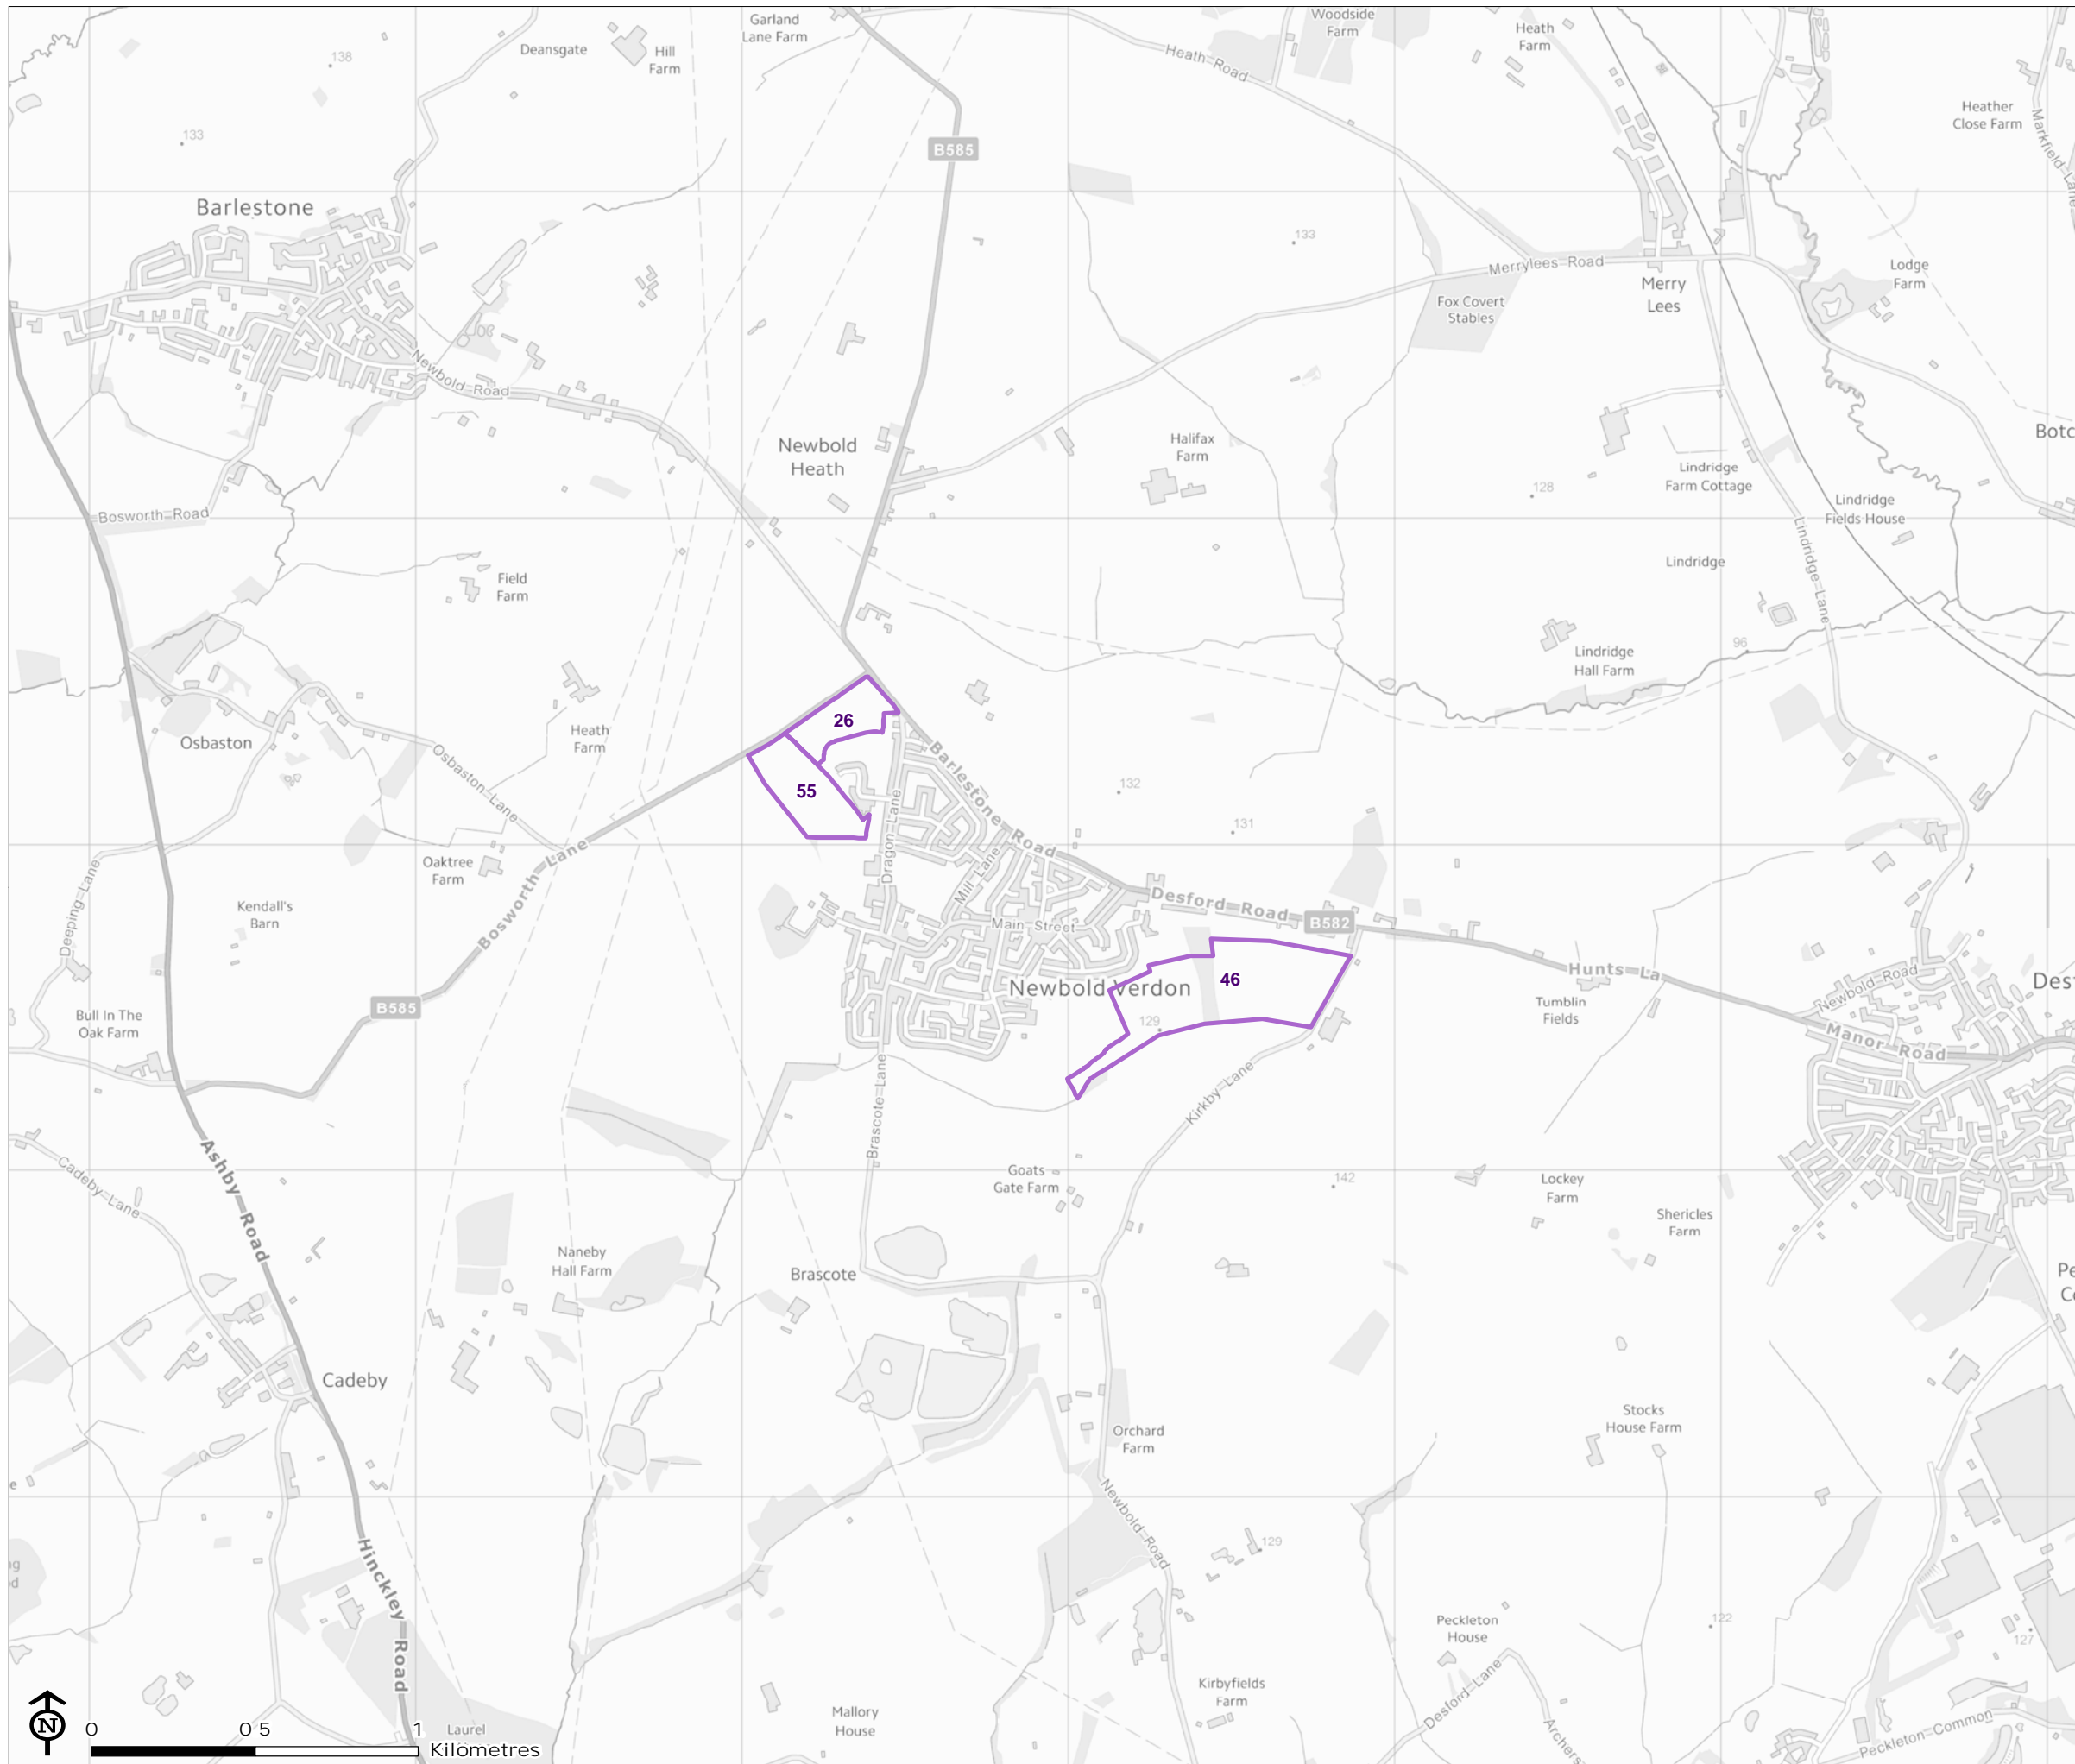 Garland
Lane Farm
Woodside
Farm
Deansgate
Hill
Farm
Heath Road
Heath
Farm
138
133
B585
Heather
Close Farm
Markfield
Barlestone
133
Merrylees Road
Merry
Lees
Lodge
Farm
Fox Covert
Stables
Newbold Road
Newbold
Heath
Halifax
Farm
Botc
Lindridge
Farm Cottage
128
Lindridge
Fields House
Bosworth Road
Lindridge Lane
Lindridge
Field
Farm
96
Lindridge
Hall Farm
Osbaston
Heath
Farm
26
Osbaston Lane
55
Barlestone Road
132
131
Dragon Lane
Mill Lane
Oaktree
Farm
Bosworth Lane
Deeping Lane
Kendall's
Barn
Desford Road
B582
Main Street
Hunts La
46
Newbold Verdon
Newbold Road
Desf
B585
Bull In The
Oak Farm
Tumblin
Fields
129
Manor Road
Kirkby Lane
Brascote Lane
Ashby Road
Cadeby Lane
Goats
Gate Farm
142
Lockey
Farm
Shericles
Farm
Naneby
Hall Farm
Brascote
Pe
Co
Cadeby
Stocks
House Farm
Orchard
Farm
Newbold Road
129
Hinckley Road
Peckleton
House
122
127
Kirbyfields
Farm
Desford Lane
Archers
Mallory
House
Peckleton Common
Laurel
N
0 0 5 1
Kilometres